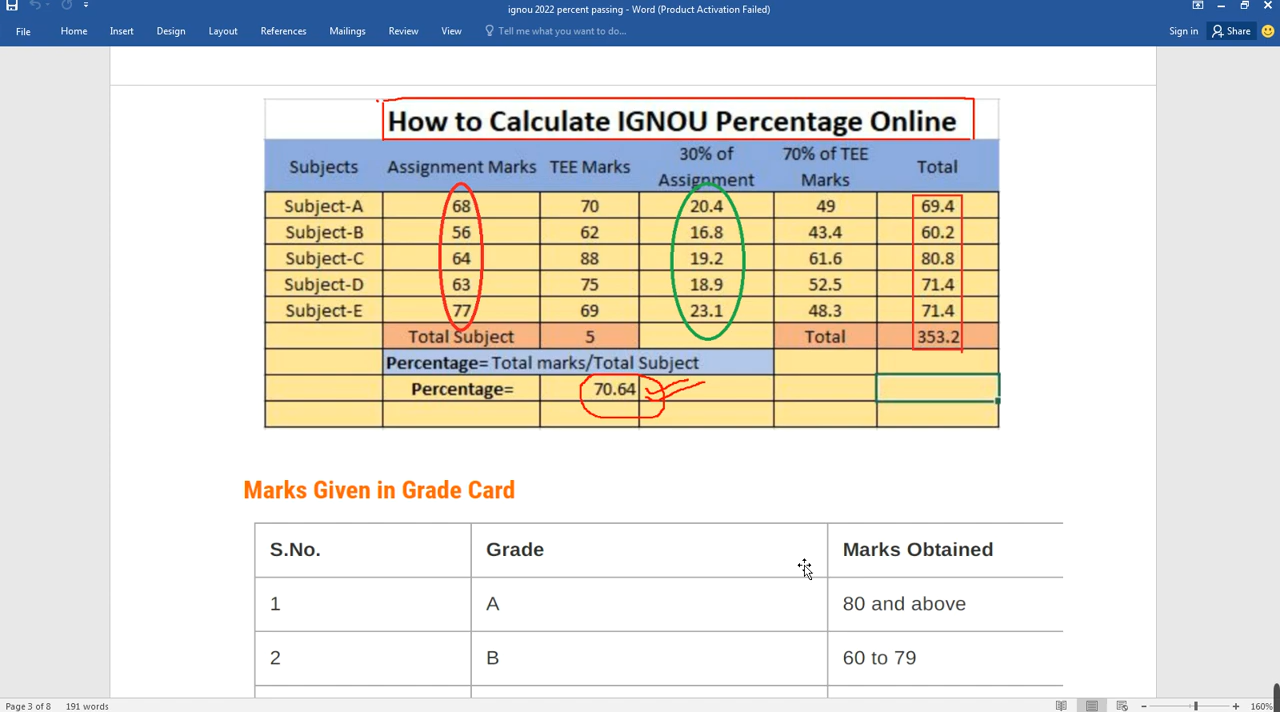 ignou 2022 percent passing - Word (Product Activation Failed)
File Home Insert Design Layout References Mailings Review View Tell me what you want to do... Sign in Share
How to Calculate IGNOU Percentage Online
Subjects Assignment Marks TEE Marks 30% of Assignment 70% of TEE Marks Total
Subject-A 68 70 20.4 49 69.4
Subject-B 56 62 16.8 43.4 60.2
Subject-C 64 88 19.2 61.6 80.8
Subject-D 63 75 18.9 52.5 71.4
Subject-E 77 69 23.1 48.3 71.4
Total Subject 5 Total 353.2
Percentage= Total marks/Total Subject
Percentage= 70.64
Marks Given in Grade Card
S.No. Grade Marks Obtained
1 A 80 and above
2 B 60 to 79
Page 3 of 8 191 words 160%